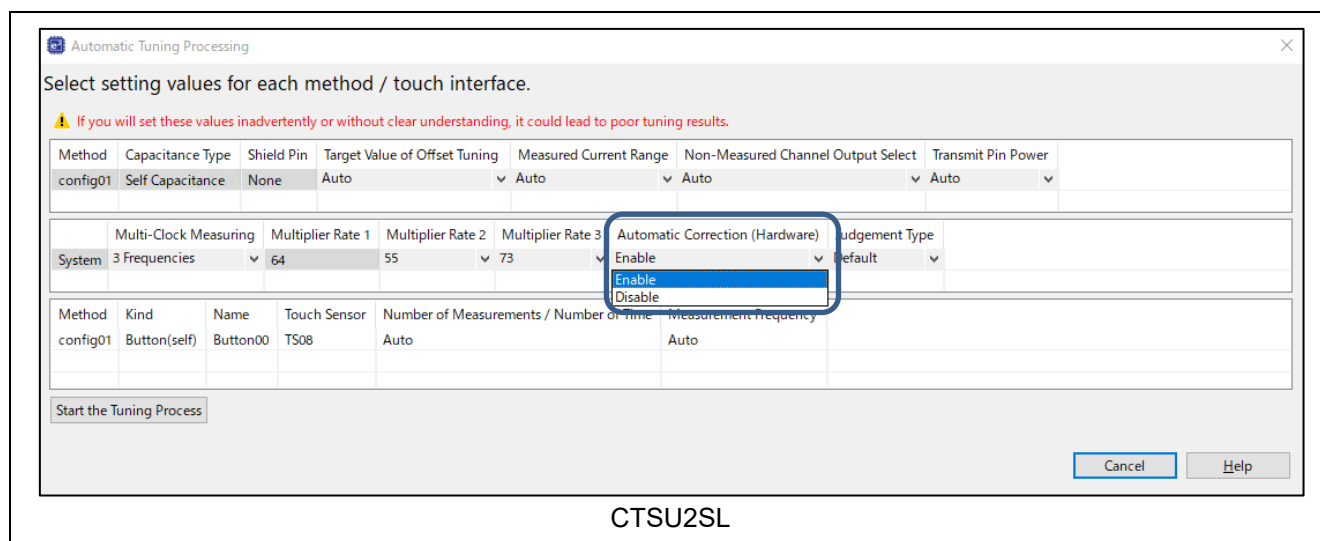 Automatic Tuning Processing
Select setting values for each method / touch interface.
If you will set these values inadvertently or without clear understanding, it could lead to poor tuning results.
Method Capacitance Type Shield Pin Target Value of Offset Tuning Measured Current Range Non-Measured Channel Output Select Transmit Pin Power
config01 Self Capacitance None Auto Auto Auto Auto
Multi-Clock Measuring Multiplier Rate 1 Multiplier Rate 2 Multiplier Rate 3 Automatic Correction (Hardware) Judgement Type
System 3 Frequencies 64 55 73 Enable Default
Enable
Disable
Method Kind Name Touch Sensor Number of Measurements / Number of Time Measurement Frequency
config01 Button(self) Button00 TS08 Auto Auto
Start the Tuning Process
Cancel Help
CTSU2SL